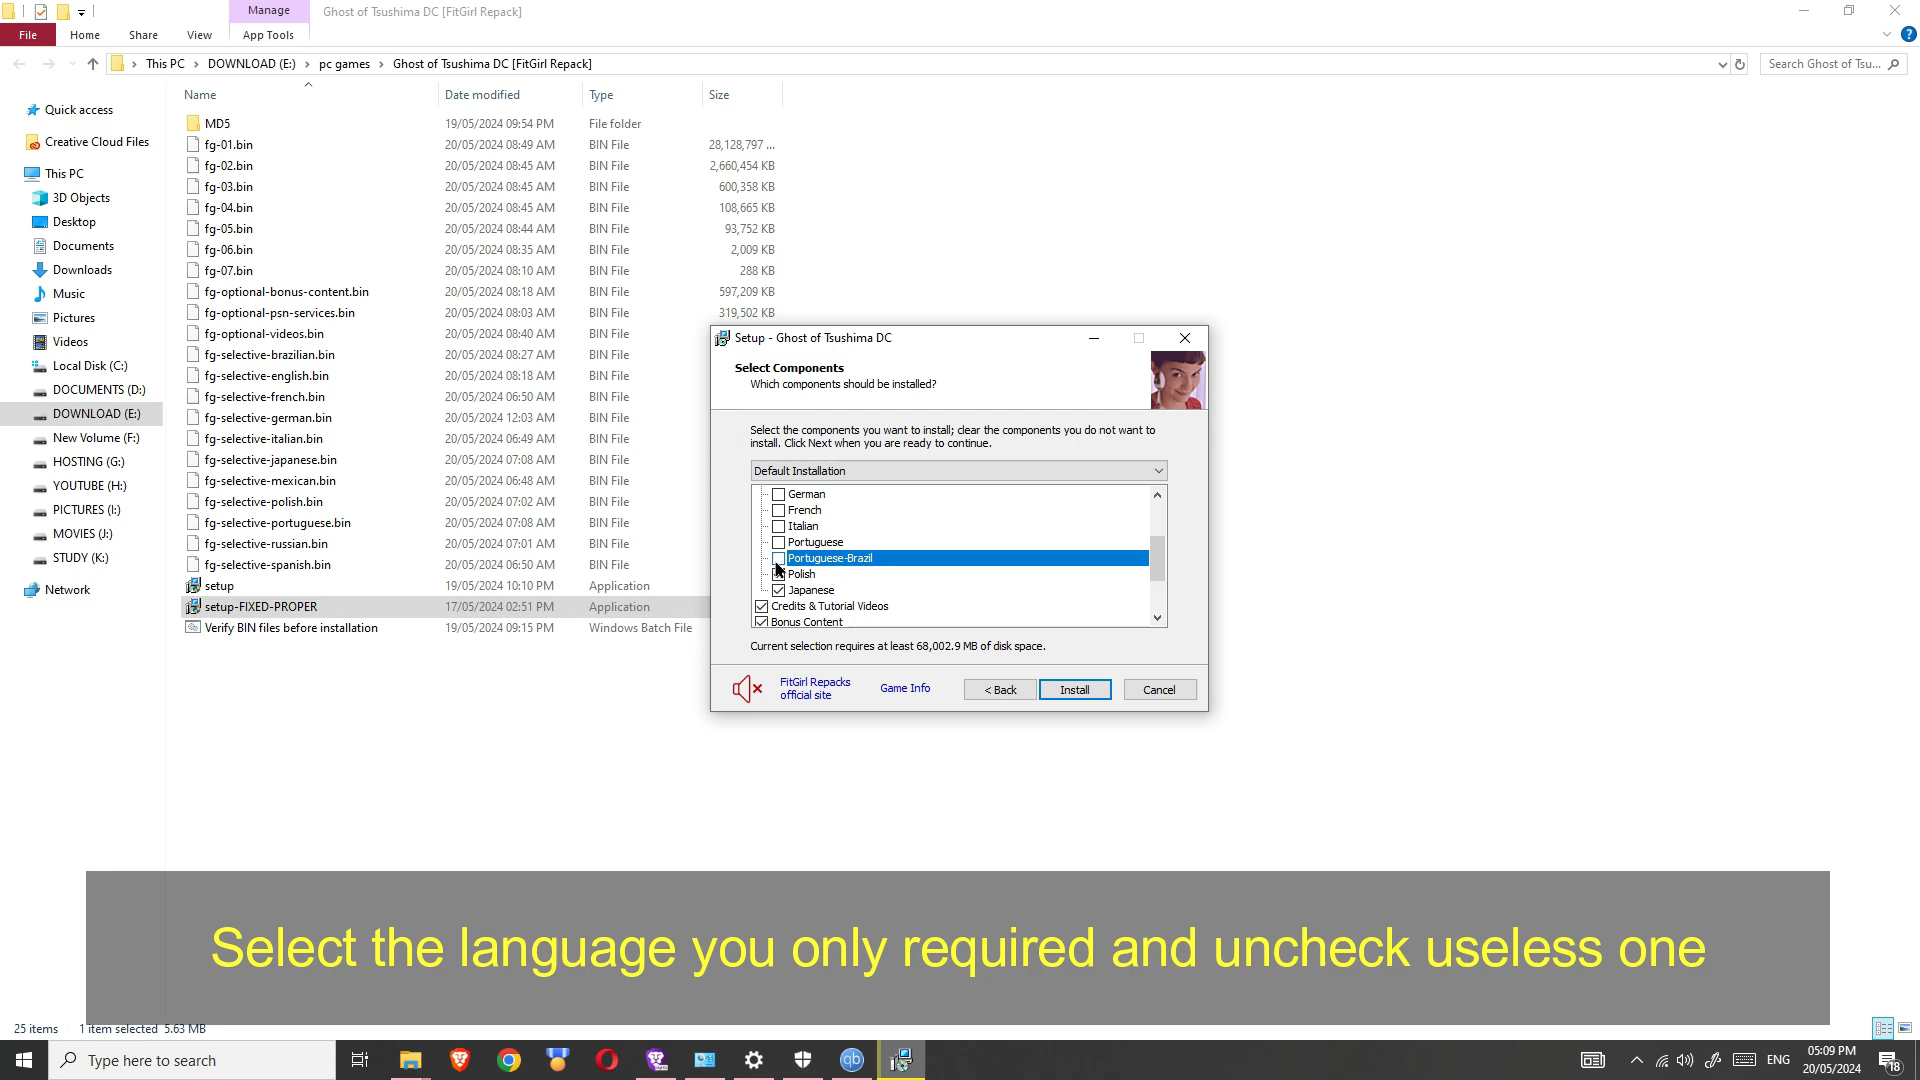 Manage
Ghost of Tsushima DC [FitGirl Repack]
File
Home
Share
View
App Tools
This PC
DOWNLOAD (E:)
pc games
Ghost of Tsushima DC [FitGirl Repack]
Search Ghost of Tsu...
Name
Date modified
Type
Size
Quick access
Creative Cloud Files
This PC
3D Objects
Desktop
Documents
Downloads
Music
Pictures
Videos
Local Disk (C:)
DOCUMENTS (D:)
DOWNLOAD (E:)
New Volume (F:)
HOSTING (G:)
YOUTUBE (H:)
PICTURES (I:)
MOVIES (J:)
STUDY (K:)
Network
MD5 19/05/2024 09:54 PM File folder
fg-01.bin 20/05/2024 08:49 AM BIN File 28,128,797 ...
fg-02.bin 20/05/2024 08:45 AM BIN File 2,660,454 KB
fg-03.bin 20/05/2024 08:45 AM BIN File 600,358 KB
fg-04.bin 20/05/2024 08:45 AM BIN File 108,665 KB
fg-05.bin 20/05/2024 08:44 AM BIN File 93,752 KB
fg-06.bin 20/05/2024 08:35 AM BIN File 2,009 KB
fg-07.bin 20/05/2024 08:10 AM BIN File 288 KB
fg-optional-bonus-content.bin 20/05/2024 08:18 AM BIN File 597,209 KB
fg-optional-psn-services.bin 20/05/2024 08:03 AM BIN File 319,502 KB
fg-optional-videos.bin 20/05/2024 08:40 AM BIN File
fg-selective-brazilian.bin 20/05/2024 08:27 AM BIN File
fg-selective-english.bin 20/05/2024 08:18 AM BIN File
fg-selective-french.bin 20/05/2024 06:50 AM BIN File
fg-selective-german.bin 20/05/2024 12:03 AM BIN File
fg-selective-italian.bin 20/05/2024 06:49 AM BIN File
fg-selective-japanese.bin 20/05/2024 07:08 AM BIN File
fg-selective-mexican.bin 20/05/2024 06:48 AM BIN File
fg-selective-polish.bin 20/05/2024 07:02 AM BIN File
fg-selective-portuguese.bin 20/05/2024 07:08 AM BIN File
fg-selective-russian.bin 20/05/2024 07:01 AM BIN File
fg-selective-spanish.bin 20/05/2024 06:50 AM BIN File
setup 19/05/2024 10:10 PM Application
setup-FIXED-PROPER 17/05/2024 02:51 PM Application
Verify BIN files before installation 19/05/2024 09:15 PM Windows Batch File
Setup - Ghost of Tsushima DC
Select Components
Which components should be installed?
Select the components you want to install; clear the components you do not want to
install. Click Next when you are ready to continue.
Default Installation
German
French
Italian
Portuguese
Portuguese-Brazil
Polish
Japanese
Credits & Tutorial Videos
Bonus Content
Current selection requires at least 68,002.9 MB of disk space.
FitGirl Repacks
official site
Game Info
< Back
Install
Cancel
Select the language you only required and uncheck useless one
25 items
1 item selected 5.63 MB
Type here to search
ENG
05:09 PM
20/05/2024
18